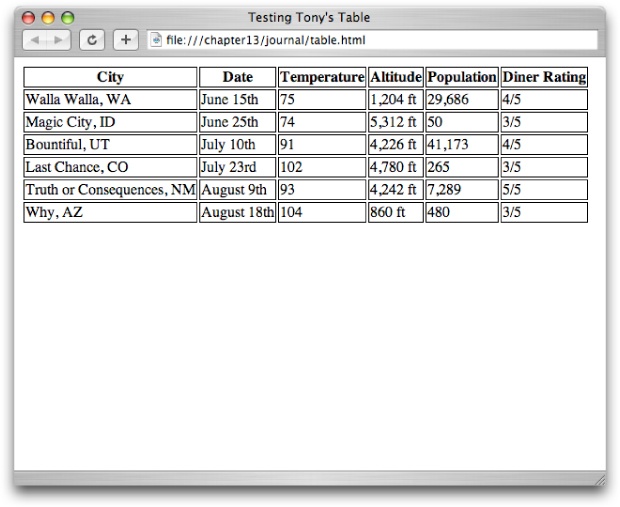 Testing Tony's Table
file:///chapter13/journal/table.html
City Date Temperature Altitude Population Diner Rating
Walla Walla, WA June 15th 75 1,204 ft 29,686 4/5
Magic City, ID June 25th 74 5,312 ft 50 3/5
Bountiful, UT July 10th 91 4,226 ft 41,173 4/5
Last Chance, CO July 23rd 102 4,780 ft 265 3/5
Truth or Consequences, NM August 9th 93 4,242 ft 7,289 5/5
Why, AZ August 18th 104 860 ft 480 3/5